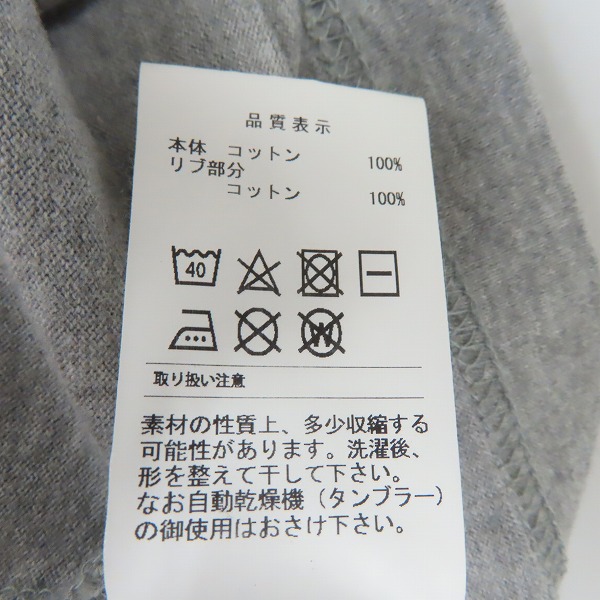 品質表示
本体 コットン 100%
リブ部分
コットン 100%
40
W
取り扱い注意
素材の性質上、多少収縮する
可能性があります。洗濯後、
形を整えて干して下さい。
なお自動乾燥機（タンブラー）
の御使用はおさけ下さい。